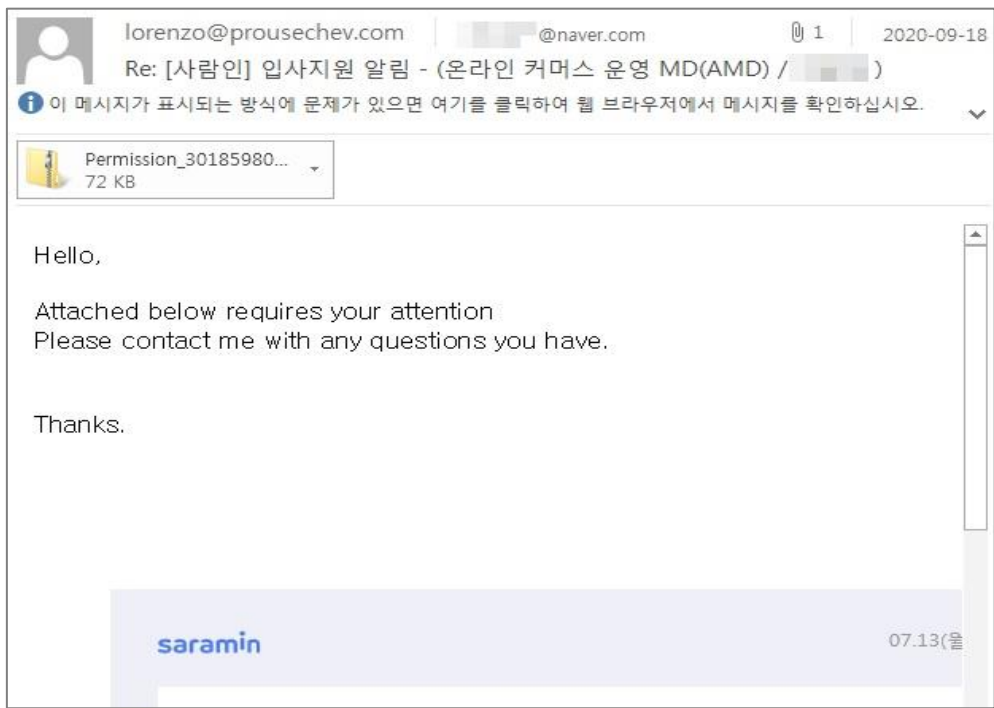 lorenzo@prousechev.com @naver.com 1 2020-09-18
Re: [사람인] 입사지원 알림 - (온라인 커머스 운영 MD(AMD) / )
이 메시지가 표시되는 방식에 문제가 있으면 여기를 클릭하여 웹 브라우저에서 메시지를 확인하십시오.
Permission_30185980...
72 KB
Hello,
Attached below requires your attention
Please contact me with any questions you have.
Thanks.
saramin 07.13(월